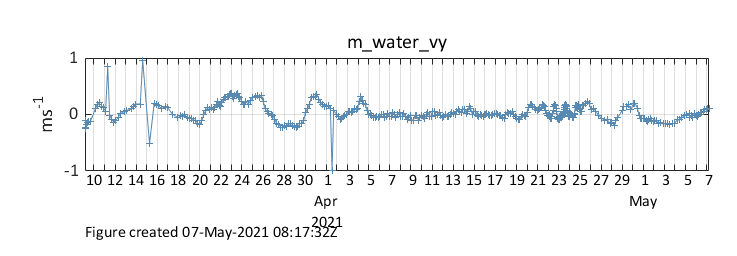 m_water_vy
1
0
-1
ms-1
10 12 14 16 18 20 22 24 26 28 30 1 3 5 7 9 11 13 15 17 19 21 23 25 27 29 1 3 5 7
Apr May
2021
Figure created 07-May-2021 08:17:32Z